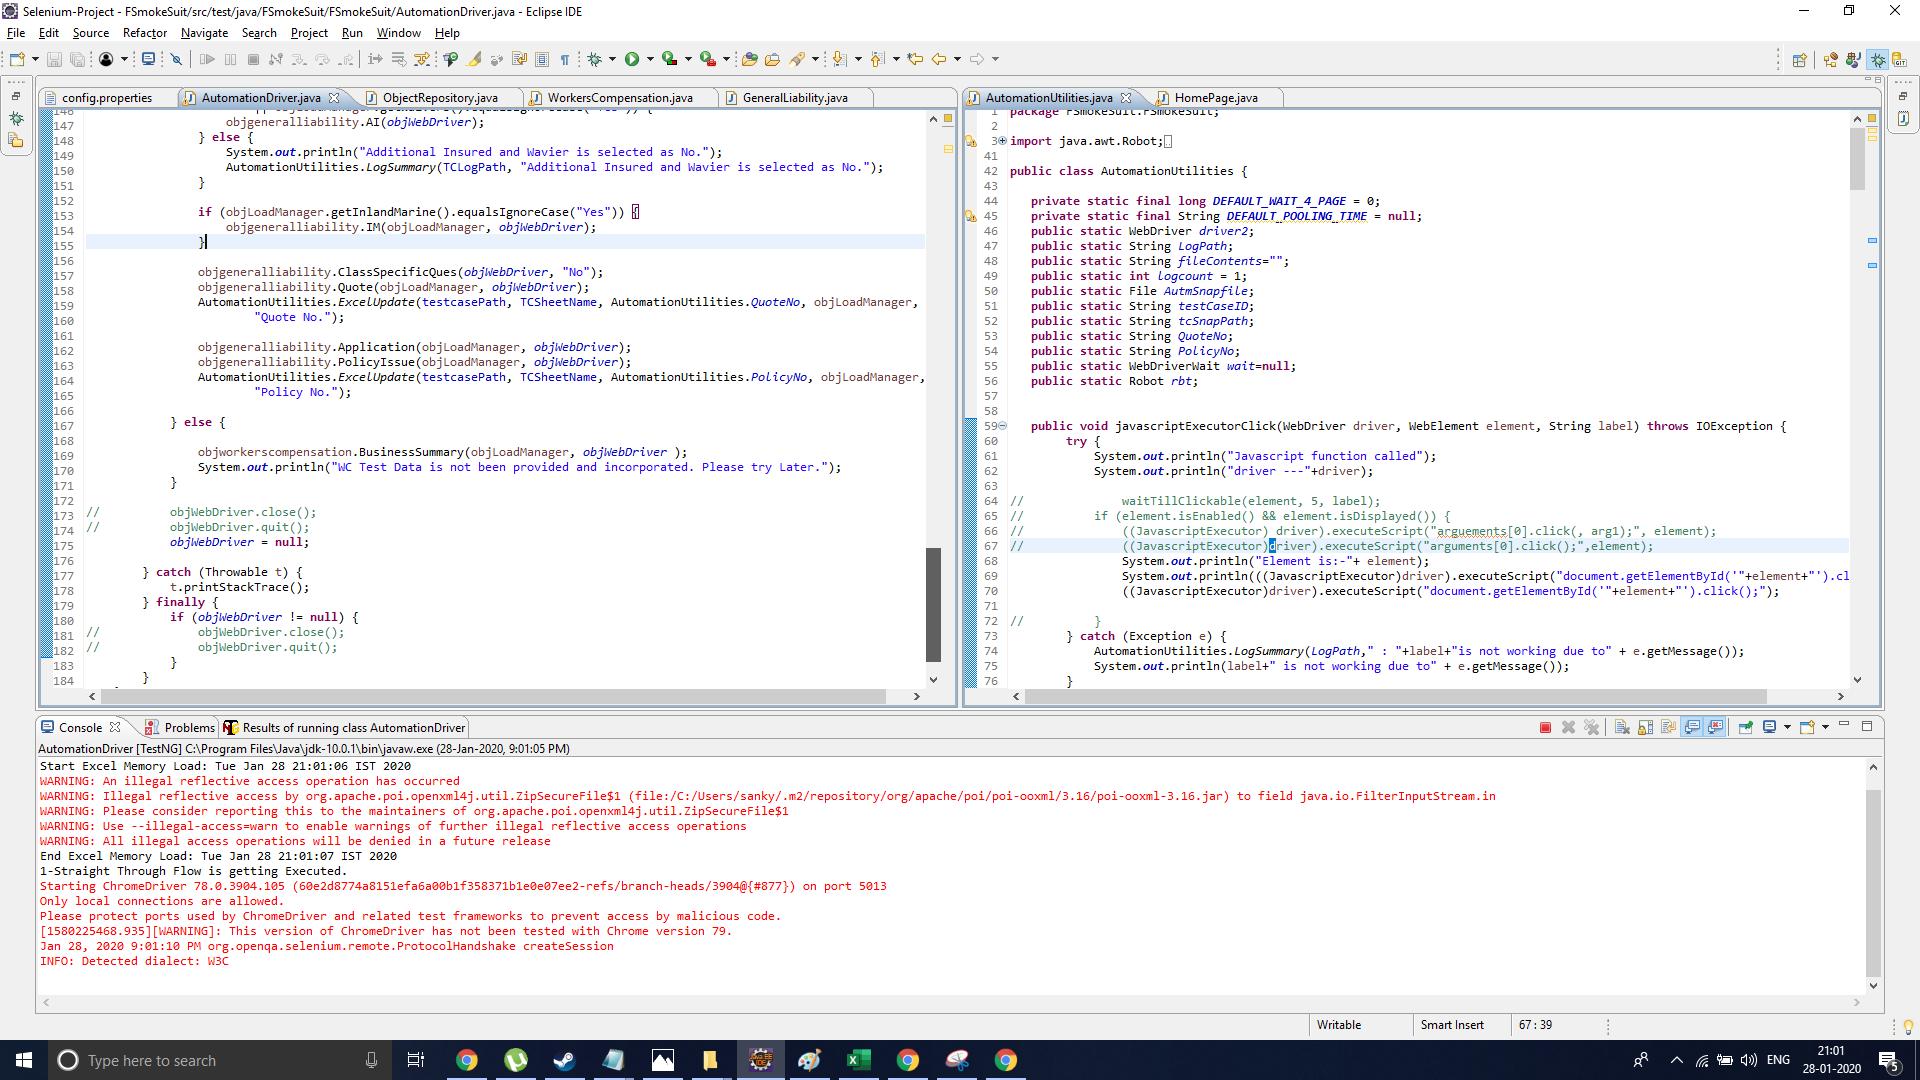 Selenium-Project - FSmokeSuit/src/test/java/FSmokeSuit/FSmokeSuit/AutomationDriver.java - Eclipse IDE
File Edit Source Refactor Navigate Search Project Run Window Help
config.properties AutomationDriver.java ObjectRepository.java WorkersCompensation.java GeneralLiability.java
147 objgeneralliability.AI(objWebDriver);
148 } else {
149 System.out.println("Additional Insured and Wavier is selected as No.");
150 AutomationUtilities.LogSummary(TCLogPath, "Additional Insured and Wavier is selected as No.");
151 }
152
153 if (objLoadManager.getInlandMarine().equalsIgnoreCase("Yes")) {
154 objgeneralliability.IM(objLoadManager, objWebDriver);
155 }
156
157 objgeneralliability.ClassSpecificQues(objWebDriver, "No");
158 objgeneralliability.Quote(objLoadManager, objWebDriver);
159 AutomationUtilities.ExcelUpdate(testcasePath, TCSheetName, AutomationUtilities.QuoteNo, objLoadManager,
160 "Quote No.");
161
162 objgeneralliability.Application(objLoadManager, objWebDriver);
163 objgeneralliability.PolicyIssue(objLoadManager, objWebDriver);
164 AutomationUtilities.ExcelUpdate(testcasePath, TCSheetName, AutomationUtilities.PolicyNo, objLoadManager,
165 "Policy No.");
166
167 } else {
168
169 objworkerscompensation.BusinessSummary(objLoadManager, objWebDriver );
170 System.out.println("WC Test Data is not been provided and incorporated. Please try Later.");
171 }
172
173 // objWebDriver.close();
174 // objWebDriver.quit();
175 objWebDriver = null;
176
177 } catch (Throwable t) {
178 t.printStackTrace();
179 } finally {
180 if (objWebDriver != null) {
181 // objWebDriver.close();
182 // objWebDriver.quit();
183 }
184 }
AutomationUtilities.java HomePage.java
1 package FSmokeSuit.FSmokeSuit;
2
3 import java.awt.Robot;
41
42 public class AutomationUtilities {
43
44 private static final long DEFAULT_WAIT_4_PAGE = 0;
45 private static final String DEFAULT_POOLING_TIME = null;
46 public static WebDriver driver2;
47 public static String LogPath;
48 public static String fileContents="";
49 public static int logcount = 1;
50 public static File AutmSnapfile;
51 public static String testCaseID;
52 public static String tcSnapPath;
53 public static String QuoteNo;
54 public static String PolicyNo;
55 public static WebDriverWait wait=null;
56 public static Robot rbt;
57
58
59 public void javascriptExecutorClick(WebDriver driver, WebElement element, String label) throws IOException {
60 try {
61 System.out.println("Javascript function called");
62 System.out.println("driver ---"+driver);
63
64 // waitTillClickable(element, 5, label);
65 // if (element.isEnabled() && element.isDisplayed()) {
66 // ((JavascriptExecutor) driver).executeScript("arguements[0].click(, arg1);", element);
67 // ((JavascriptExecutor)driver).executeScript("arguments[0].click();",element);
68 System.out.println("Element is:-"+ element);
69 System.out.println(((JavascriptExecutor)driver).executeScript("document.getElementById('"+element+"').cl
70 ((JavascriptExecutor)driver).executeScript("document.getElementById('"+element+"').click();");
71
72 // }
73 } catch (Exception e) {
74 AutomationUtilities.LogSummary(LogPath," : "+label+"is not working due to" + e.getMessage());
75 System.out.println(label+" is not working due to" + e.getMessage());
76 }
Console Problems Results of running class AutomationDriver
AutomationDriver [TestNG] C:\Program Files\Java\jdk-10.0.1\bin\javaw.exe (28-Jan-2020, 9:01:05 PM)
Start Excel Memory Load: Tue Jan 28 21:01:06 IST 2020
WARNING: An illegal reflective access operation has occurred
WARNING: Illegal reflective access by org.apache.poi.openxml4j.util.ZipSecureFile$1 (file:/C:/Users/sanky/.m2/repository/org/apache/poi/poi-ooxml/3.16/poi-ooxml-3.16.jar) to field java.io.FilterInputStream.in
WARNING: Please consider reporting this to the maintainers of org.apache.poi.openxml4j.util.ZipSecureFile$1
WARNING: Use --illegal-access=warn to enable warnings of further illegal reflective access operations
WARNING: All illegal access operations will be denied in a future release
End Excel Memory Load: Tue Jan 28 21:01:07 IST 2020
1-Straight Through Flow is getting Executed.
Starting ChromeDriver 78.0.3904.105 (60e2d8774a8151efa6a00b1f358371b1e0e07ee2-refs/branch-heads/3904@{#877}) on port 5013
Only local connections are allowed.
Please protect ports used by ChromeDriver and related test frameworks to prevent access by malicious code.
[1580225468.935][WARNING]: This version of ChromeDriver has not been tested with Chrome version 79.
Jan 28, 2020 9:01:10 PM org.openqa.selenium.remote.ProtocolHandshake createSession
INFO: Detected dialect: W3C
Writable Smart Insert 67 : 39
Type here to search
ENG
21:01
28-01-2020
5